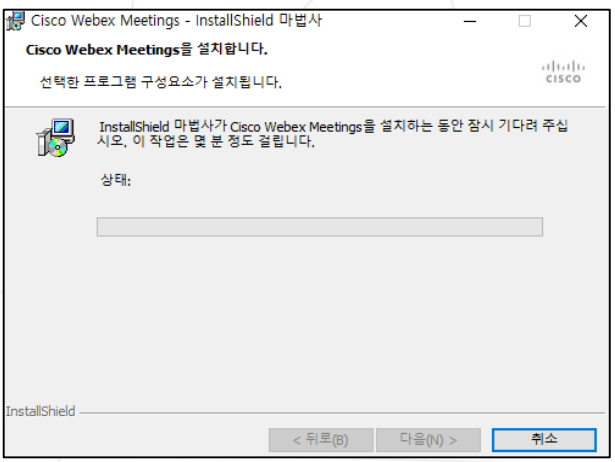 Cisco Webex Meetings - InstallShield 마법사
Cisco Webex Meetings을 설치합니다.
선택한 프로그램 구성요소가 설치됩니다.
CISCO
InstallShield 마법사가 Cisco Webex Meetings을 설치하는 동안 잠시 기다려 주십
시오. 이 작업은 몇 분 정도 걸립니다.
상태:
InstallShield
< 뒤로(B) 다음(N) > 취소